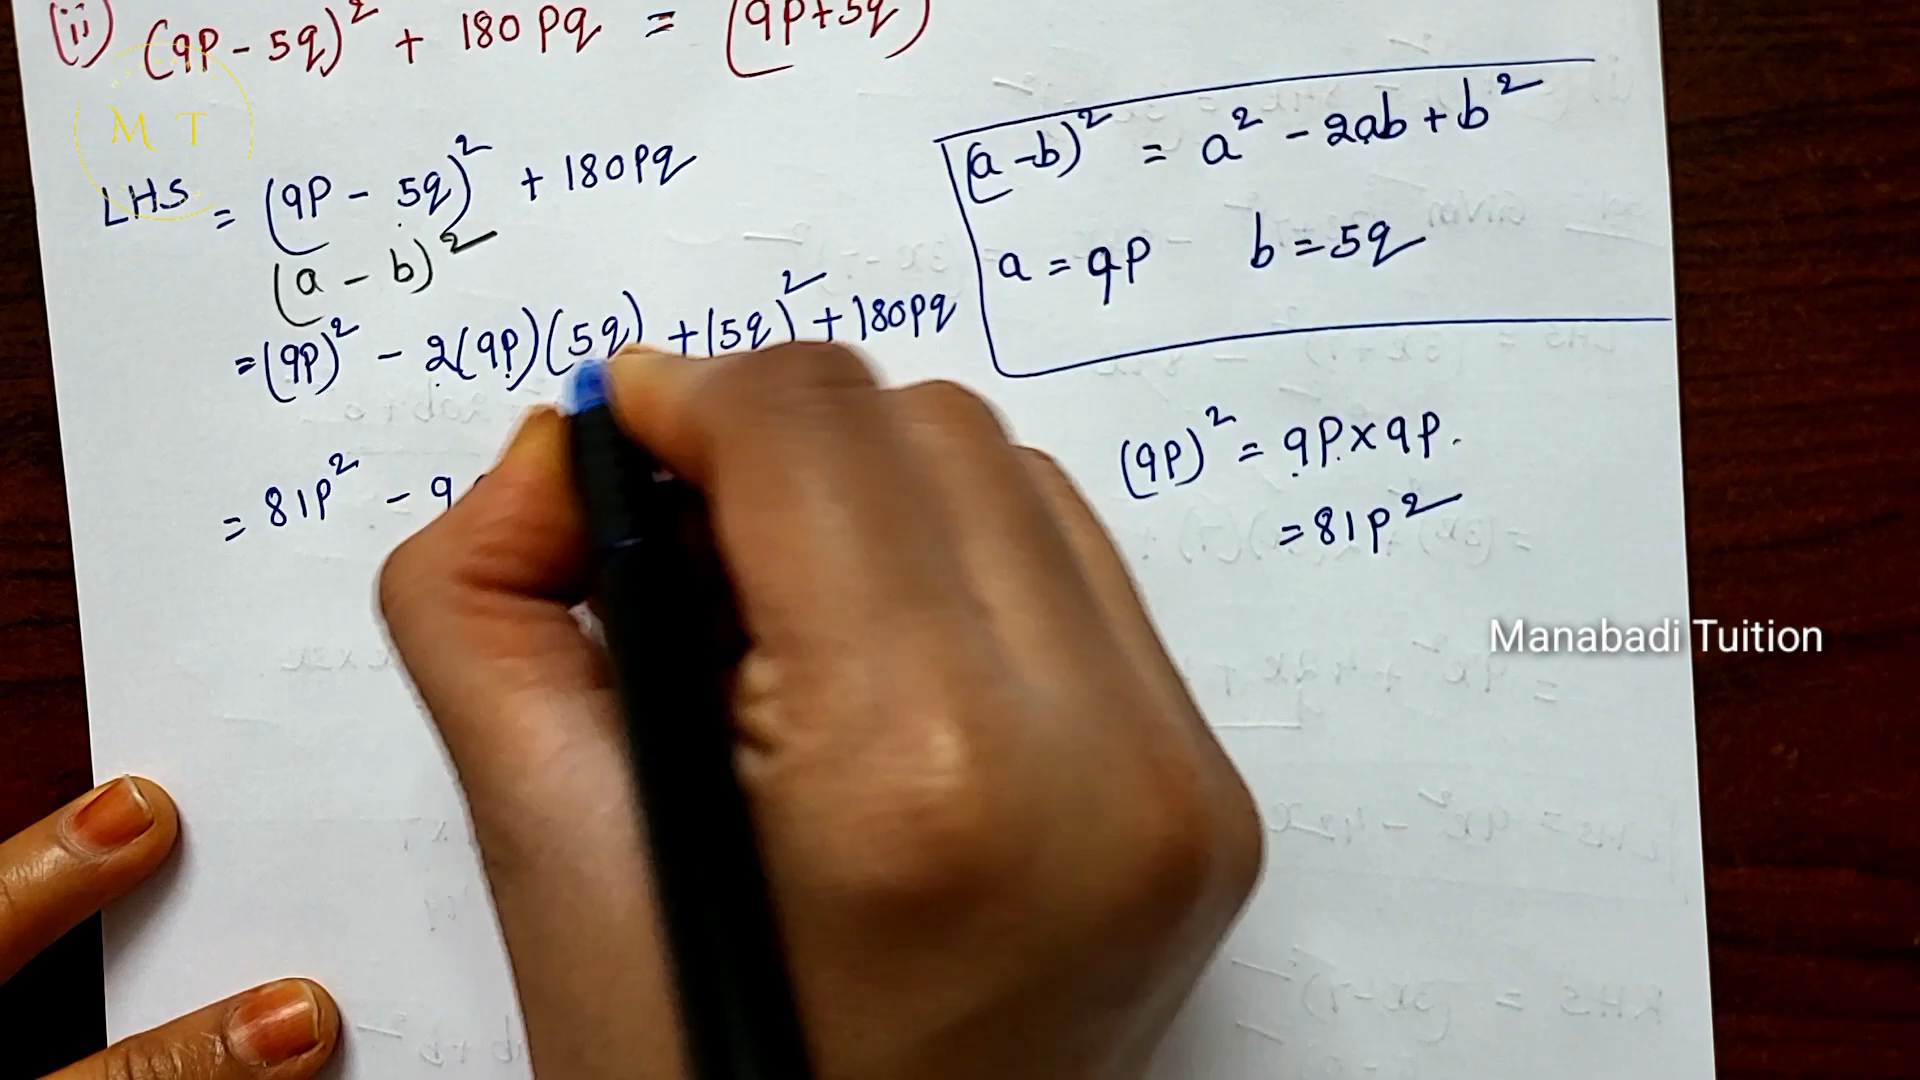 (ii) (9p - 5q)² + 180pq = (9p+5q)
M T
(a - b)² = a² - 2ab + b²
LHS = (9p - 5q)² + 180pq
(a - b)²
a = 9p b = 5q
= (9p)² - 2(9p)(5q) + (5q)² + 180pq
(9p)² = 9p × 9p.
= 81p² - 9
= 81p²
Manabadi Tuition